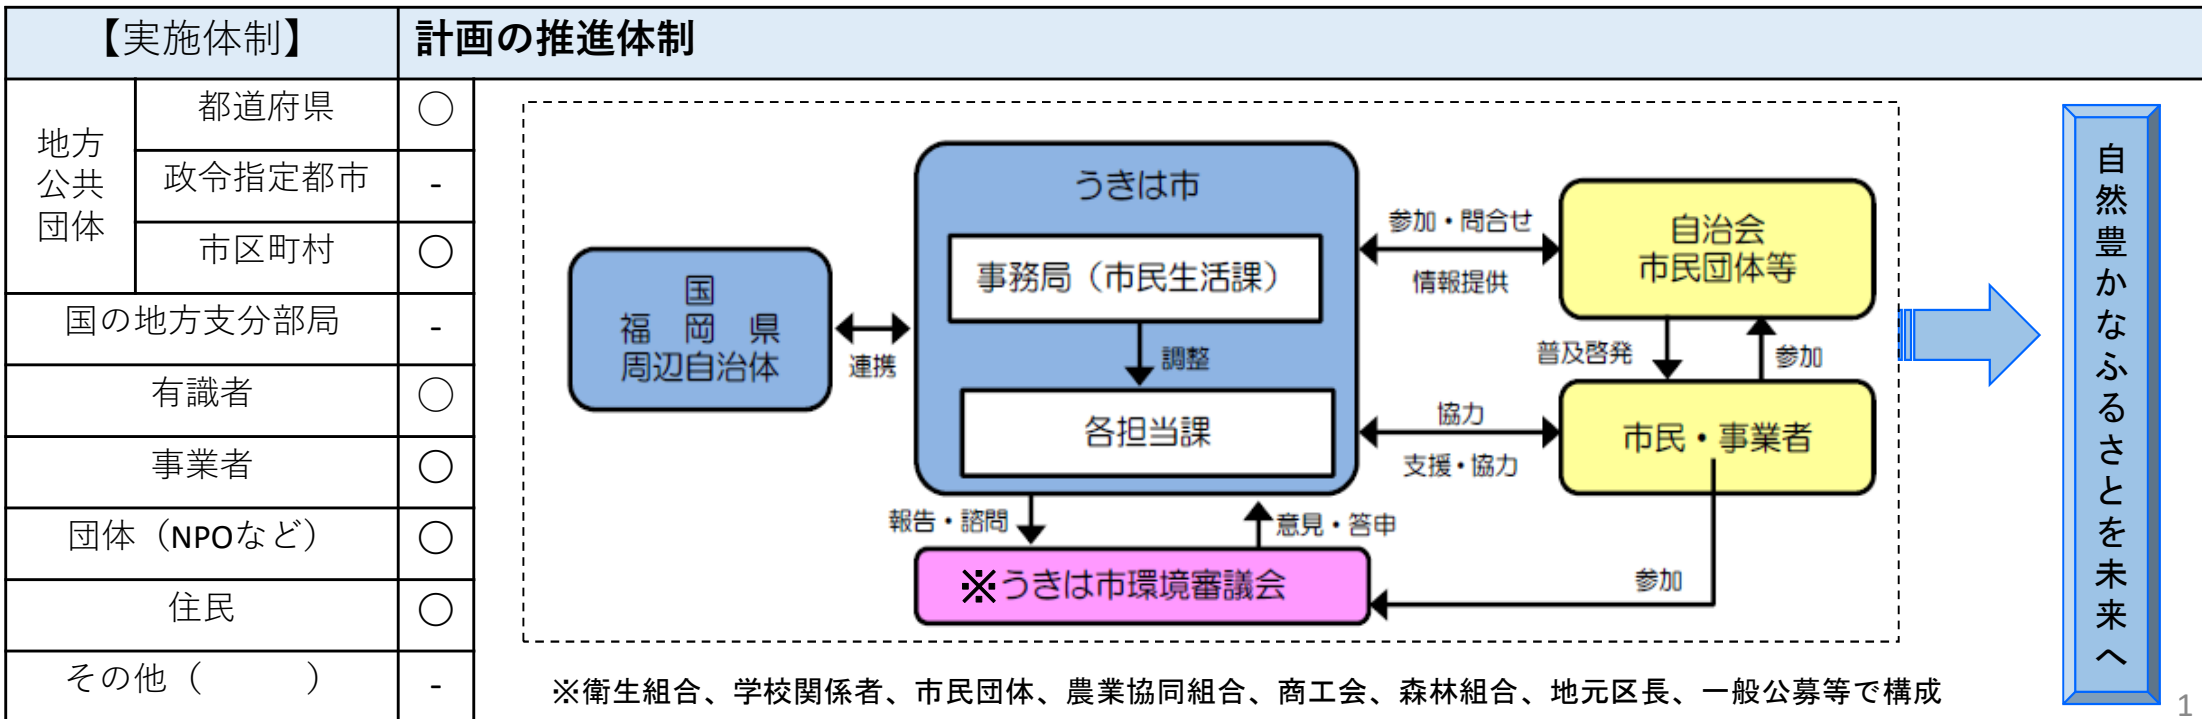 【実施体制】
計画の推進体制
地方
公共
団体
都道府県
○
政令指定都市
-
市区町村
○
国の地方支分部局
-
有識者
○
事業者
○
団体（NPOなど）
○
住民
○
その他（　　　）
-
国
福岡県
周辺自治体
連携
うきは市
事務局（市民生活課）
調整
各担当課
参加・問合せ
情報提供
自治会
市民団体等
普及啓発
参加
協力
支援・協力
市民・事業者
報告・諮問
意見・答申
※うきは市環境審議会
参加
※衛生組合、学校関係者、市民団体、農業協同組合、商工会、森林組合、地元区長、一般公募等で構成
自然豊かなふるさとを未来へ
1